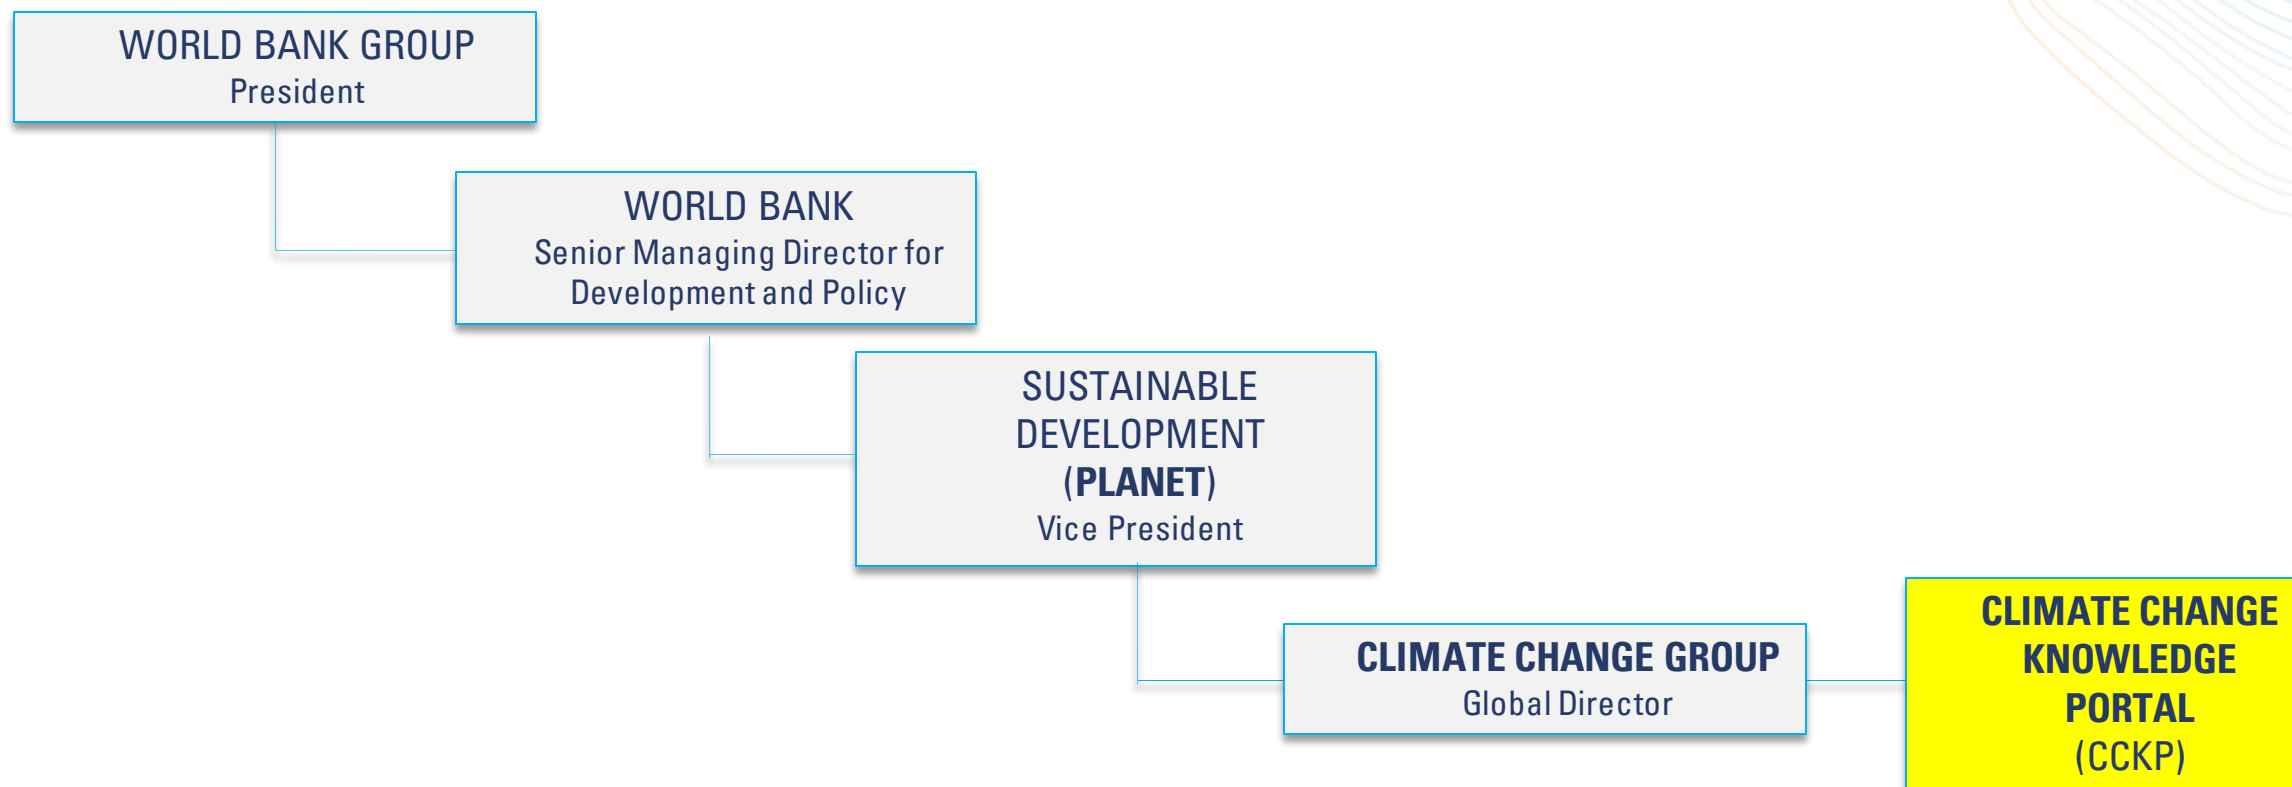 WORLD BANK GROUP
President
WORLD BANK
Senior Managing Director for
Development and Policy
SUSTAINABLE
DEVELOPMENT
(PLANET)
Vice President
CLIMATE CHANGE GROUP
Global Director
CLIMATE CHANGE
KNOWLEDGE
PORTAL
(CCKP)